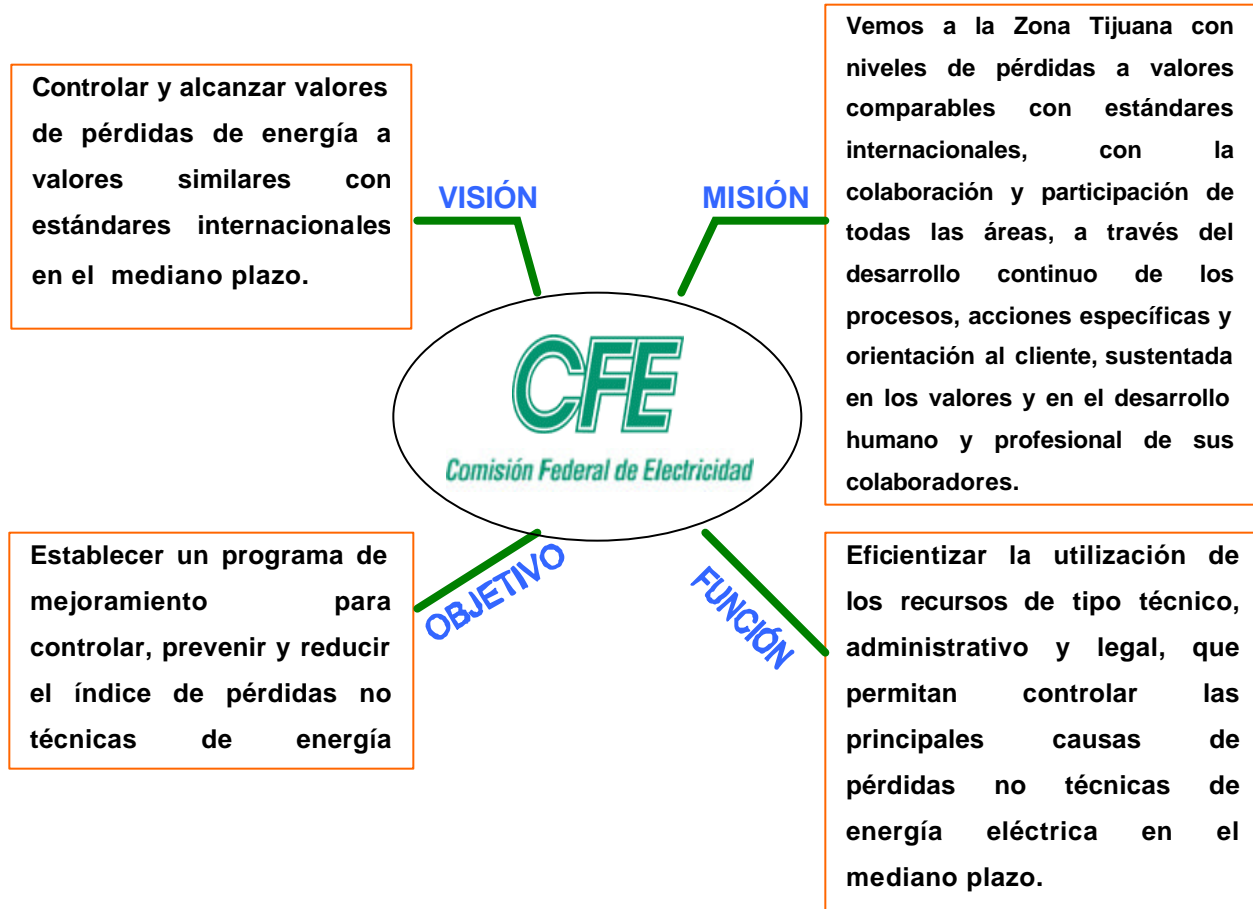 Controlar y alcanzar valores
de pérdidas de energía a
valores similares con
estándares internacionales
en el mediano plazo.
VISIÓN
MISIÓN
Vemos a la Zona Tijuana con
niveles de pérdidas a valores
comparables con estándares
internacionales, con la
colaboración y participación de
todas las áreas, a través del
desarrollo continuo de los
procesos, acciones específicas y
orientación al cliente, sustentada
en los valores y en el desarrollo
humano y profesional de sus
colaboradores.
CFE
Comisión Federal de Electricidad
Establecer un programa de
mejoramiento para
controlar, prevenir y reducir
el índice de pérdidas no
técnicas de energía
OBJETIVO
FUNCIÓN
Eficientizar la utilización de
los recursos de tipo técnico,
administrativo y legal, que
permitan controlar las
principales causas de
pérdidas no técnicas de
energía eléctrica en el
mediano plazo.